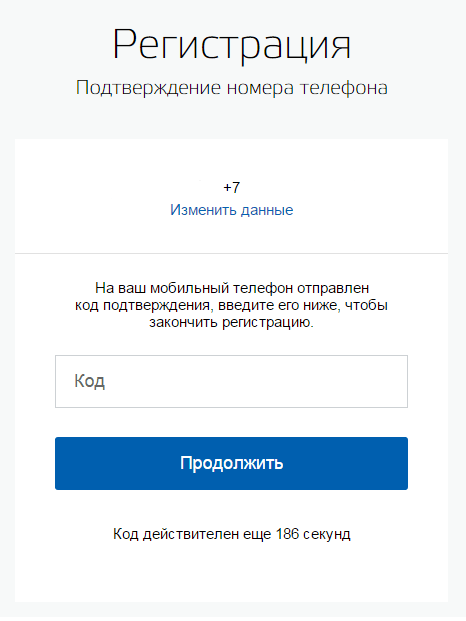 Регистрация
Подтверждение номера телефона
+7
Изменить данные
На ваш мобильный телефон отправлен
код подтверждения, введите его ниже, чтобы
закончить регистрацию.
Код
Продолжить
Код действителен еще 186 секунд